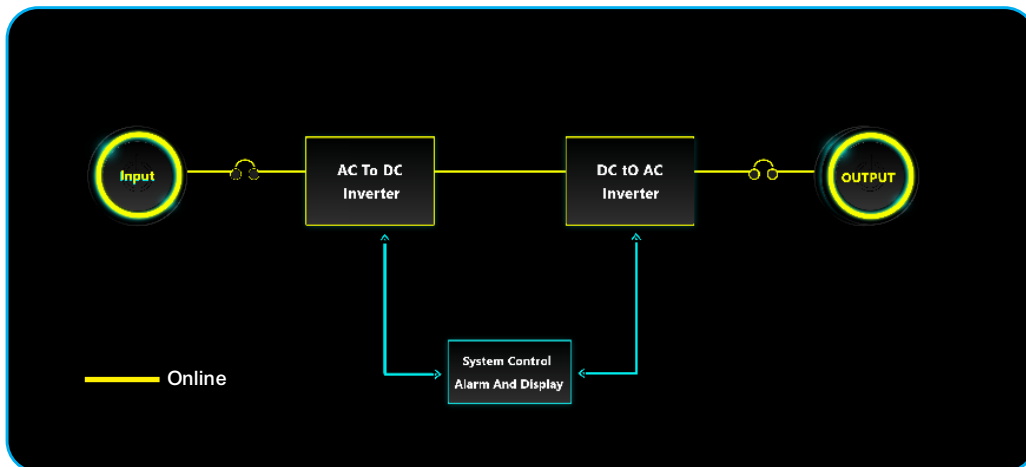 Input
AC To DC
Inverter
DC tO AC
Inverter
OUTPUT
System Control
Alarm And Display
Online